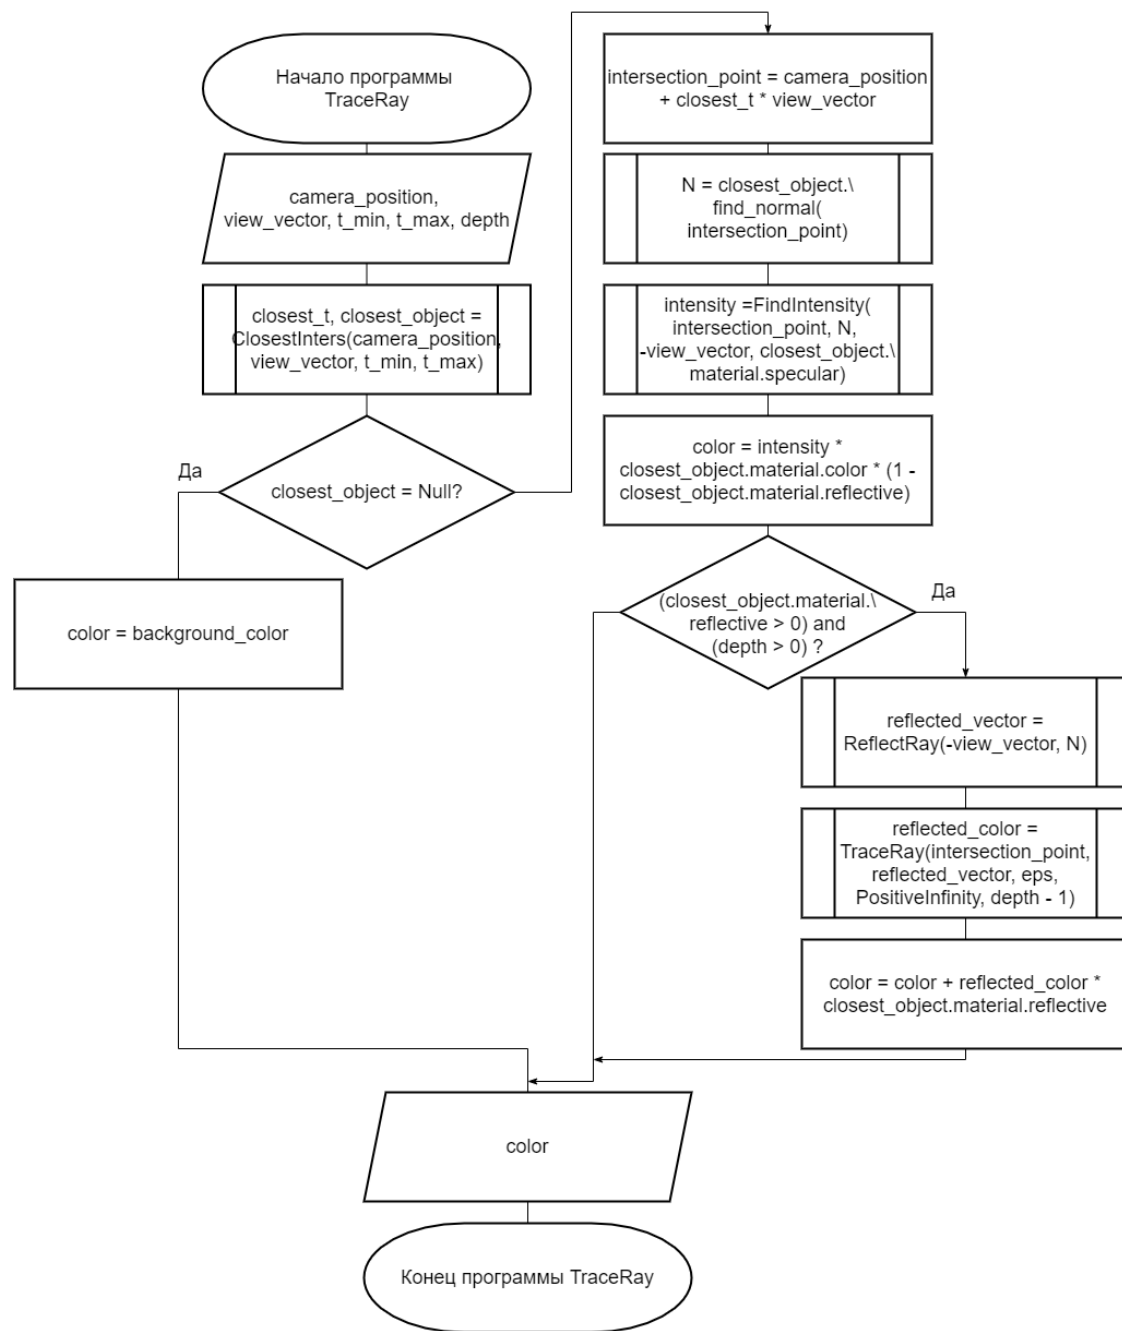 Начало программы
TraceRay
camera_position,
view_vector, t_min, t_max, depth
closest_t, closest_object =
ClosestInters(camera_position,
view_vector, t_min, t_max)
Да
closest_object = Null?
color = background_color
intersection_point = camera_position
+ closest_t * view_vector
N = closest_object.\
find_normal(
intersection_point)
intensity =FindIntensity(
intersection_point, N,
-view_vector, closest_object.\
material.specular)
color = intensity *
closest_object.material.color * (1 -
closest_object.material.reflective)
(closest_object.material.\
reflective > 0) and
(depth > 0) ?
Да
reflected_vector =
ReflectRay(-view_vector, N)
reflected_color =
TraceRay(intersection_point,
reflected_vector, eps,
PositiveInfinity, depth - 1)
color = color + reflected_color *
closest_object.material.reflective
color
Конец программы TraceRay